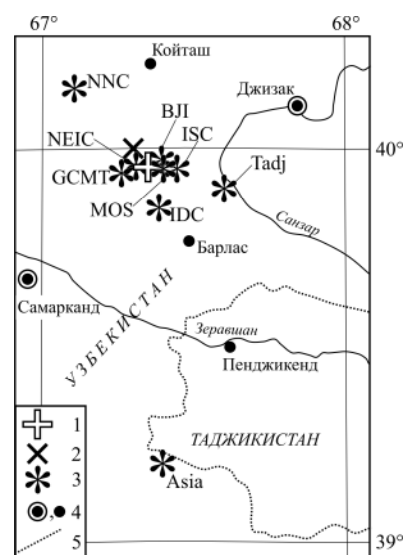 67° 68°
Койташ
NNC
Джизак
BJI
NEIC ISC
40°
GCMT Tadj
MOS IDC
Санзар
Барлас
Самарканд
УЗБЕКИСТАН
Зеравшан
Пенджикенд
ТАДЖИКИСТАН
Asia
1
2
3
, 4
5
39°